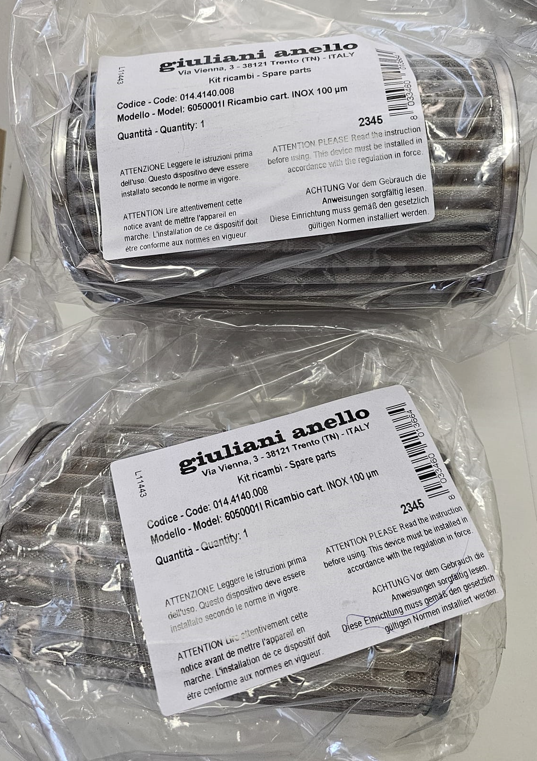 L11443
giuliani anello
Via Vienna, 3 - 38121 Trento (TN) - ITALY
Kit ricambi - Spare parts
Codice - Code: 014.4140.008
Modello - Model: 6050001I Ricambio cart. INOX 100 µm
Quantità - Quantity: 1
2345
ATTENZIONE Leggere le istruzioni prima
dell'uso. Questo dispositivo deve essere
installato secondo le norme in vigore.
ATTENTION PLEASE Read the instruction
before using. This device must be installed in
accordance with the regulation in force.
ATTENTION Lire attentivement cette
notice avant de mettre l'appareil en
marche. L'installation de ce dispositif doit
être conforme aux normes en vigueur.
ACHTUNG Vor dem Gebrauch die
Anweisungen sorgfältig lesen.
Diese Einrichtung muss gemäß den gesetzlich
gültigen Normen installiert werden.
L11443
giuliani anello
Via Vienna, 3 - 38121 Trento (TN) - ITALY
Kit ricambi - Spare parts
Codice - Code: 014.4140.008
Modello - Model: 6050001I Ricambio cart. INOX 100 µm
Quantità - Quantity: 1
2345
8 033460 013864
ATTENZIONE Leggere le istruzioni prima
dell'uso. Questo dispositivo deve essere
installato secondo le norme in vigore.
ATTENTION PLEASE Read the instruction
before using. This device must be installed in
accordance with the regulation in force.
ATTENTION Lire attentivement cette
notice avant de mettre l'appareil en
marche. L'installation de ce dispositif doit
être conforme aux normes en vigueur.
ACHTUNG Vor dem Gebrauch die
Anweisungen sorgfältig lesen.
Diese Einrichtung muss gemäß den gesetzlich
gültigen Normen installiert werden.